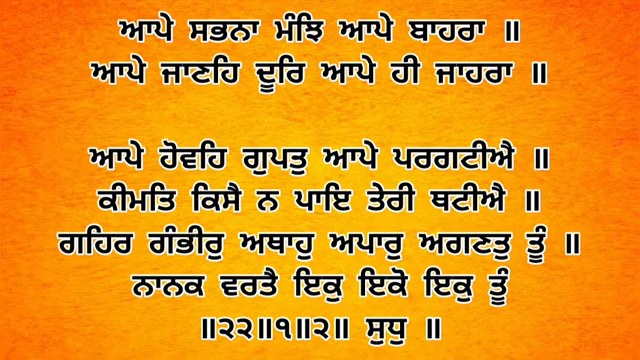 ਆਪੇ ਸਭਨਾ ਮੰਝਿ ਆਪੇ ਬਾਹਰਾ ॥
ਆਪੇ ਜਾਣਹਿ ਦੂਰਿ ਆਪੇ ਹੀ ਜਾਹਰਾ ॥
ਆਪੇ ਹੋਵਹਿ ਗੁਪਤੁ ਆਪੇ ਪਰਗਟੀਐ ॥
ਕੀਮਤਿ ਕਿਸੈ ਨ ਪਾਇ ਤੇਰੀ ਥਟੀਐ ॥
ਗਹਿਰ ਗੰਭੀਰੁ ਅਥਾਹੁ ਅਪਾਰੁ ਅਗਣਤੁ ਤੂੰ ॥
ਨਾਨਕ ਵਰਤੈ ਇਕੁ ਇਕੋ ਇਕੁ ਤੂੰ
॥੨੨॥੧॥੨॥ ਸੁਧੁ ॥